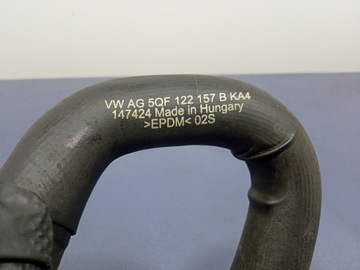 VW AG 5QF 122 157 B KA4
147424 Made in Hungary
>EPDM< 02S